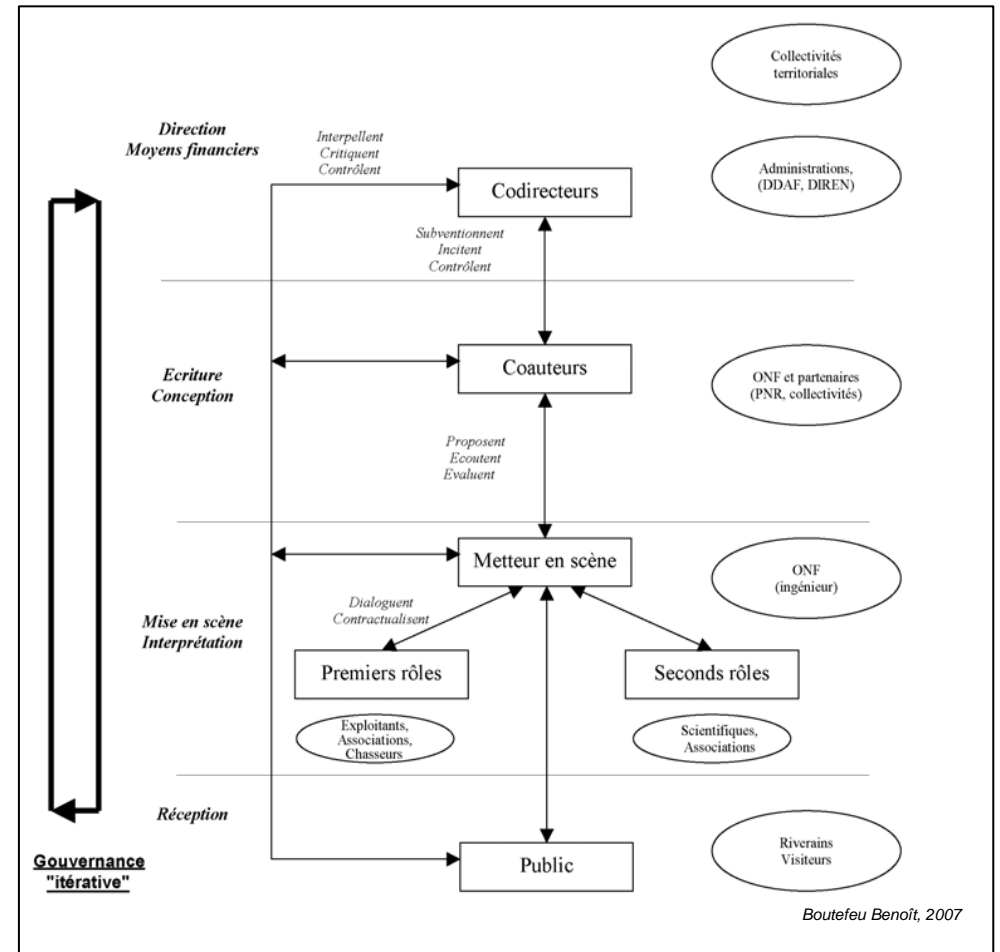 Collectivités
territoriales
Direction
Moyens financiers
Interpellent
Critiquent
Contrôlent
Codirecteurs
Administrations,
(DDAF, DIREN)
Subventionnent
Incitent
Contrôlent
Ecriture
Conception
Coauteurs
ONF et partenaires
(PNR, collectivités)
Proposent
Ecoutent
Evaluent
Metteur en scène
ONF
(ingénieur)
Mise en scène
Interprétation
Dialoguent
Contractualisent
Premiers rôles
Seconds rôles
Exploitants,
Associations,
Chasseurs
Scientifiques,
Associations
Réception
Public
Riverains
Visiteurs
Gouvernance
"itérative"
Boutefeu Benoît, 2007